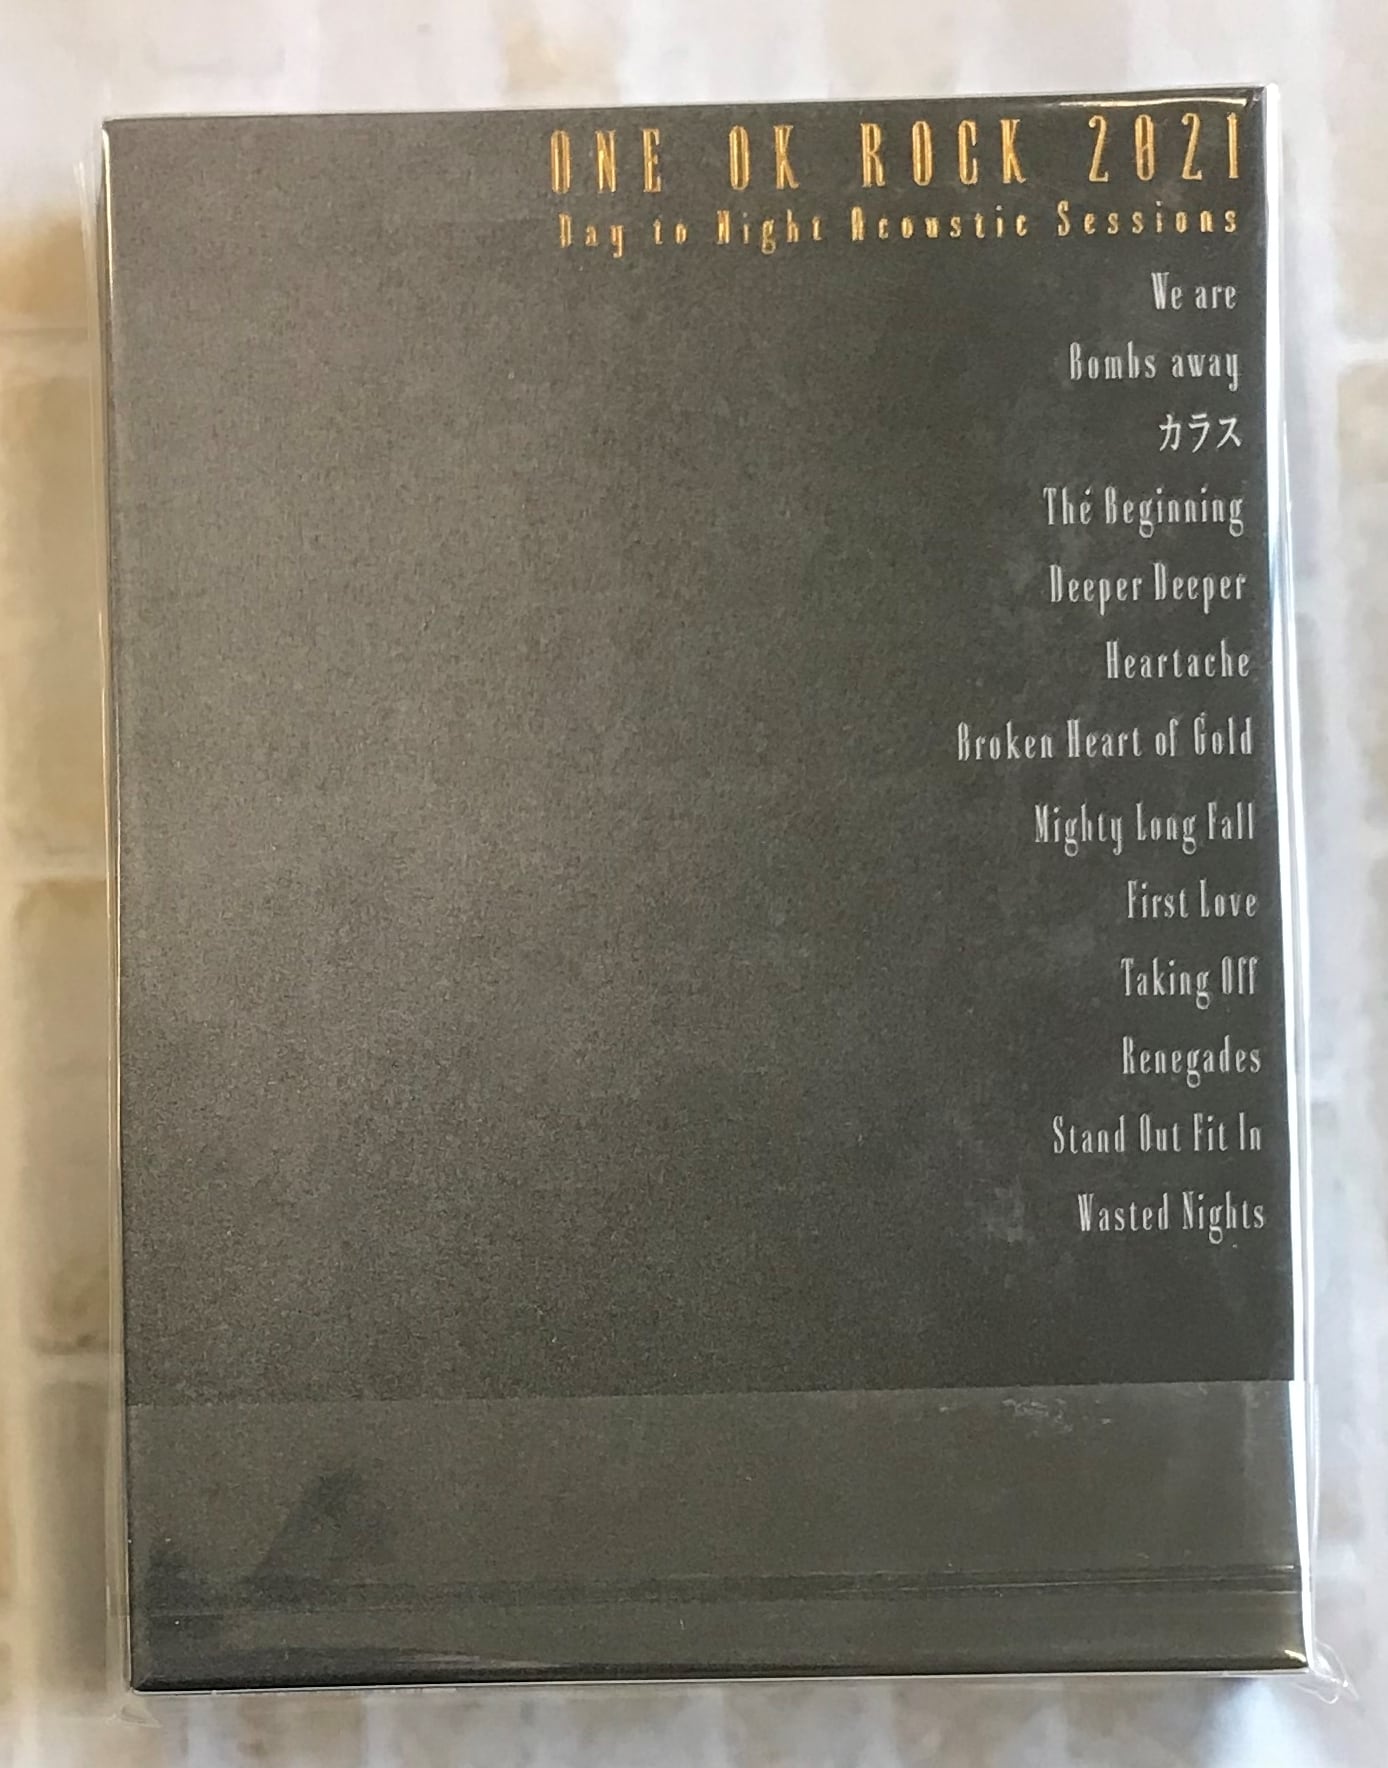 ONE OK ROCK 2021
Day to Night Acoustic Sessions
We are
Bombs away
カラス
The Beginning
Deeper Deeper
Heartache
Broken Heart of Gold
Mighty Long Fall
First Love
Taking Off
Renegades
Stand Out Fit In
Wasted Nights